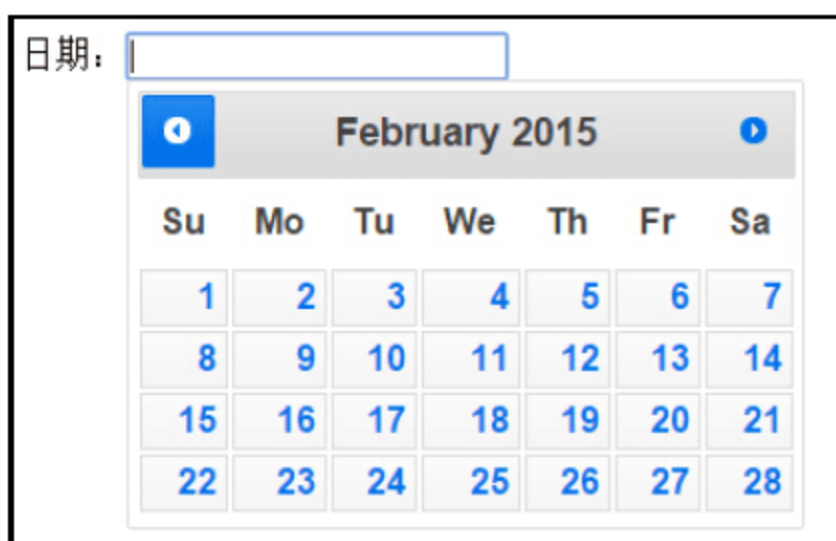 日期：
February 2015
Su Mo Tu We Th Fr Sa
1 2 3 4 5 6 7
8 9 10 11 12 13 14
15 16 17 18 19 20 21
22 23 24 25 26 27 28